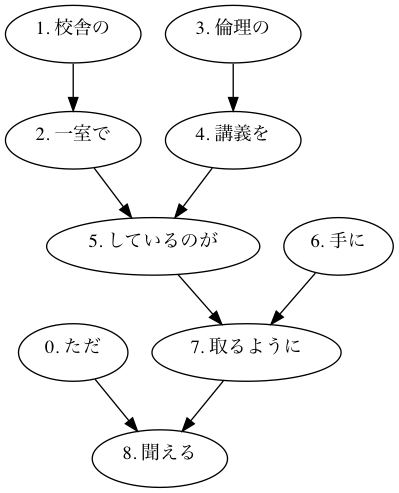 1. 校舎の
3. 倫理の
2. 一室で
4. 講義を
5. しているのが
6. 手に
0. ただ
7. 取るように
8. 聞える